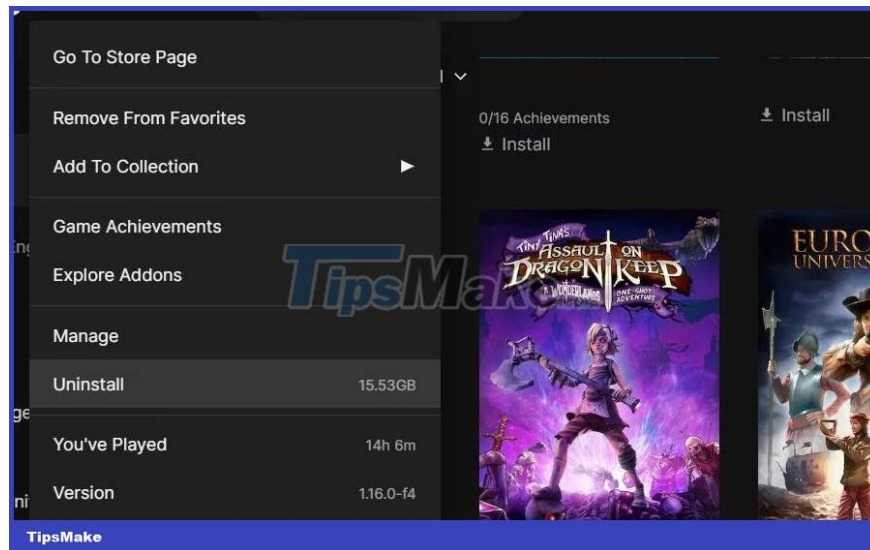 Go To Store Page
Remove From Favorites
Add To Collection
Game Achievements
Explore Addons
Manage
Uninstall 15.53GB
You've Played 14h 6m
Version 1.16.0-f4
0/16 Achievements
Install
Install
TINY TINA'S
ASSAULT ON
DRAGON KEEP
A WONDERLANDS ONE-SHOT
ADVENTURE
EURO
UNIVERS
TipsMake
TipsMake